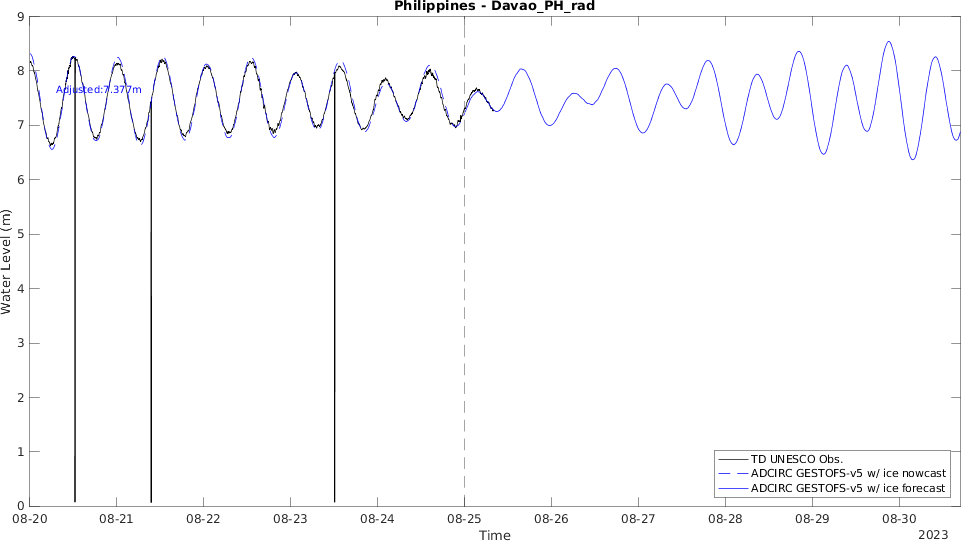 Philippines - Davao_PH_rad
Water Level (m)
9
8
7
6
5
4
3
2
1
0
Adjusted:7.377m
TD UNESCO Obs.
ADCIRC GESTOFS-v5 w/ ice nowcast
ADCIRC GESTOFS-v5 w/ ice forecast
08-20 08-21 08-22 08-23 08-24 08-25 08-26 08-27 08-28 08-29 08-30
Time
2023